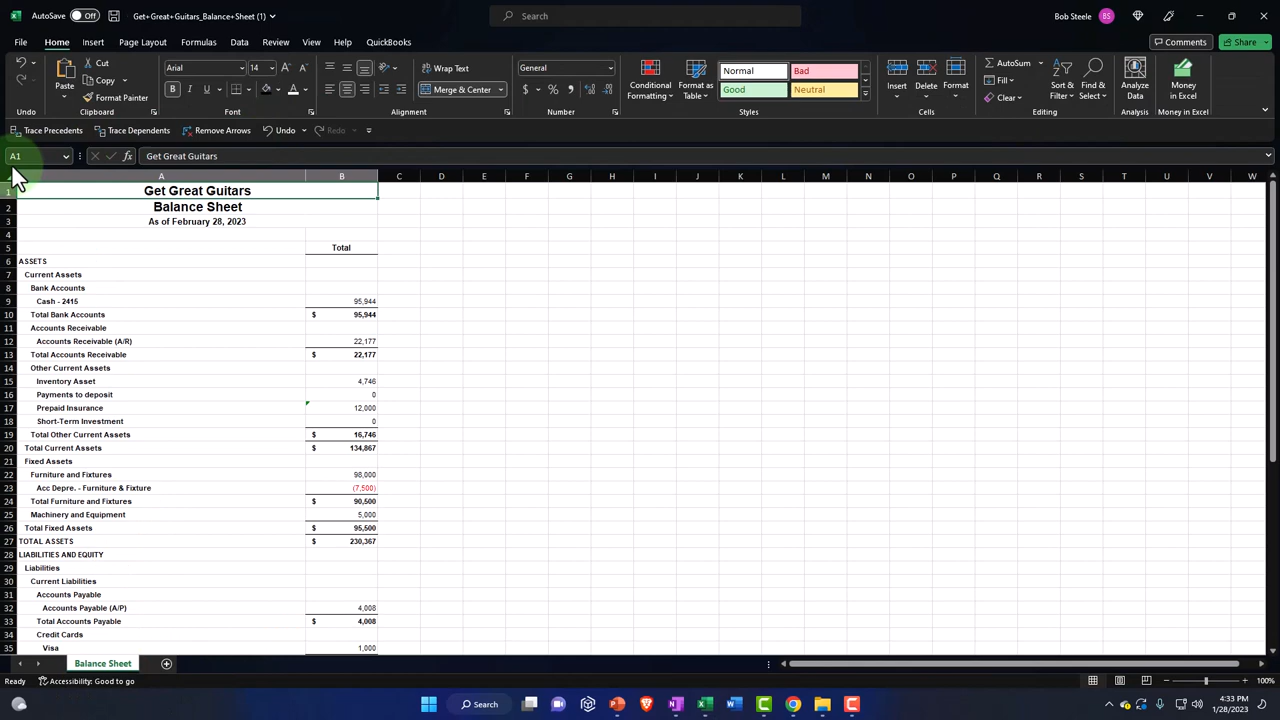 AutoSave Off Get+Great+Guitars_Balance+Sheet (1) Search Bob Steele BS
File Home Insert Page Layout Formulas Data Review View Help QuickBooks Comments Share
Paste Cut Copy Format Painter
Arial 14 B I U
Wrap Text Merge & Center
General $ %
Conditional Formatting Format as Table
Normal Bad Good Neutral
Insert Delete Format
AutoSum Fill Clear Sort & Filter Find & Select
Analyze Data Money in Excel
Undo Clipboard Font Alignment Number Styles Cells Editing Analysis Money in Excel
Trace Precedents Trace Dependents Remove Arrows Undo Redo
A1 fx Get Great Guitars
A B C D E F G H I J K L M N O P Q R S T U V W
1 Get Great Guitars
2 Balance Sheet
3 As of February 28, 2023
4
5 Total
6 ASSETS
7 Current Assets
8 Bank Accounts
9 Cash - 2415 95,944
10 Total Bank Accounts $ 95,944
11 Accounts Receivable
12 Accounts Receivable (A/R) 22,177
13 Total Accounts Receivable $ 22,177
14 Other Current Assets
15 Inventory Asset 4,746
16 Payments to deposit 0
17 Prepaid Insurance 12,000
18 Short-Term Investment 0
19 Total Other Current Assets $ 16,746
20 Total Current Assets $ 134,867
21 Fixed Assets
22 Furniture and Fixtures 98,000
23 Acc Depre. - Furniture & Fixture (7,500)
24 Total Furniture and Fixtures $ 90,500
25 Machinery and Equipment 5,000
26 Total Fixed Assets $ 95,500
27 TOTAL ASSETS $ 230,367
28 LIABILITIES AND EQUITY
29 Liabilities
30 Current Liabilities
31 Accounts Payable
32 Accounts Payable (A/P) 4,008
33 Total Accounts Payable $ 4,008
34 Credit Cards
35 Visa 1,000
Balance Sheet
Ready Accessibility: Good to go 100%
Search 4:33 PM
1/28/2023